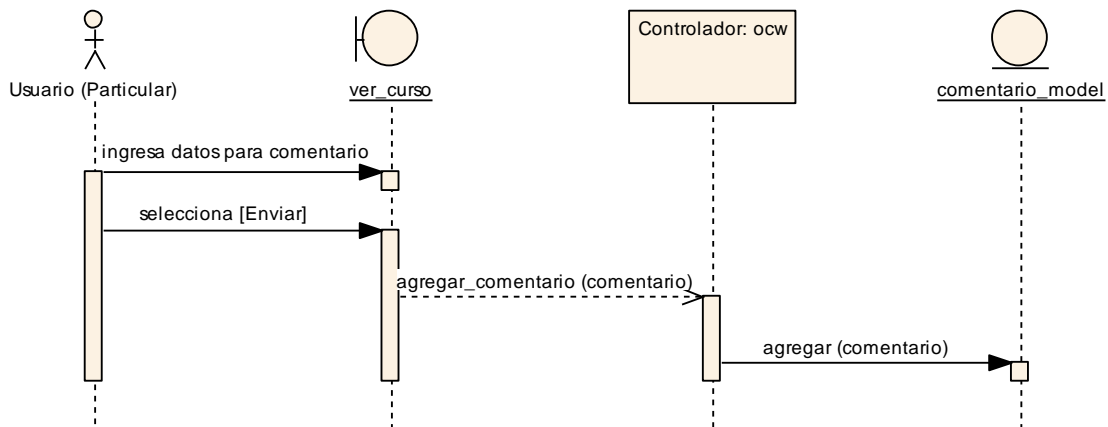 Controlador: ocw
Usuario (Particular)
ver_curso
comentario_model
ingresa datos para comentario
selecciona [Enviar]
agregar_comentario (comentario)
agregar (comentario)